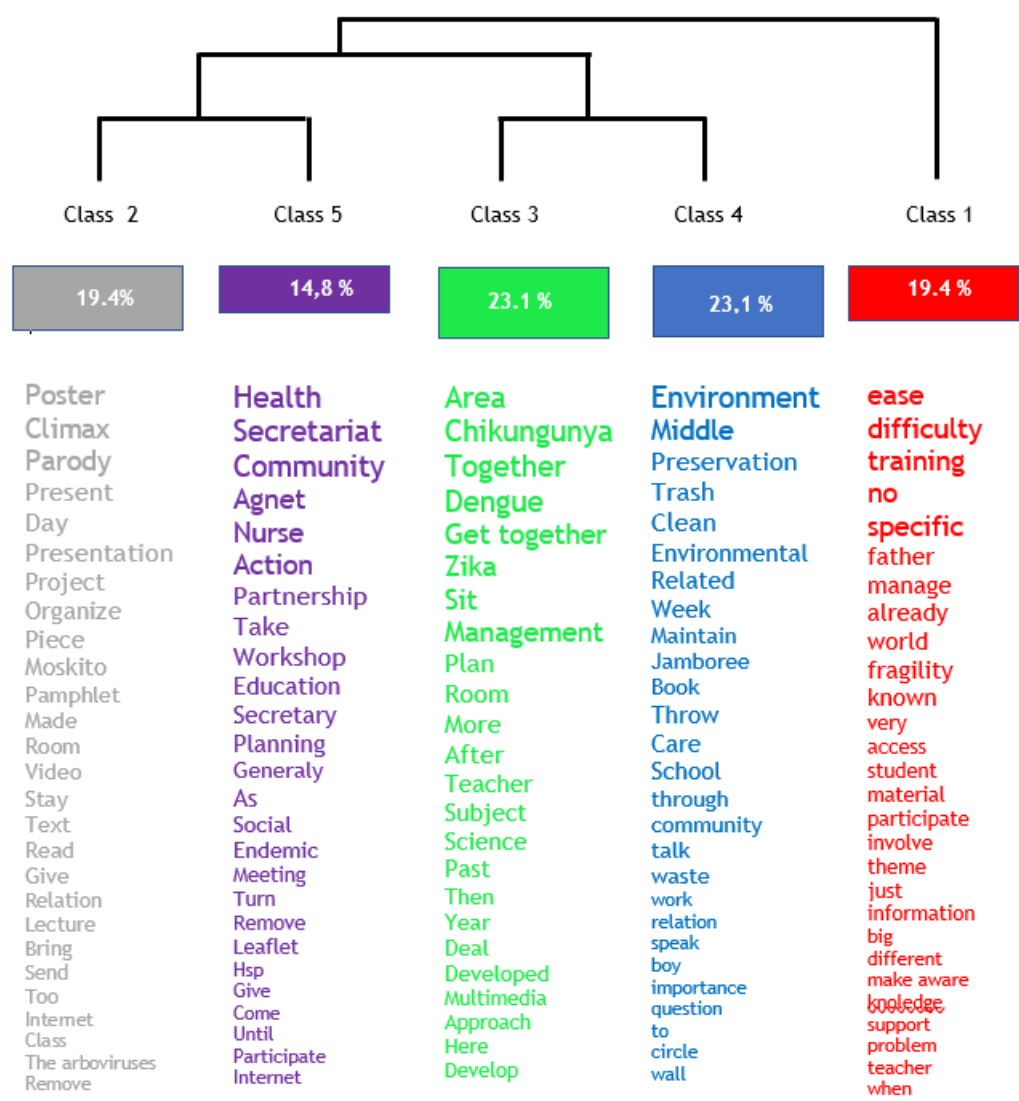 Class 2
Class 5
Class 3
Class 4
Class 1
19.4%
14,8 %
23.1 %
23,1 %
19.4 %
Poster
Climax
Parody
Present
Day
Presentation
Project
Organize
Piece
Moskito
Pamphlet
Made
Room
Video
Stay
Text
Read
Give
Relation
Lecture
Bring
Send
Too
Internet
Class
The arboviruses
Remove
Health
Secretariat
Community
Agnet
Nurse
Action
Partnership
Take
Workshop
Education
Secretary
Planning
Generaly
As
Social
Endemic
Meeting
Turn
Remove
Leaflet
Hsp
Give
Come
Until
Participate
Internet
Area
Chikungunya
Together
Dengue
Get together
Zika
Sit
Management
Plan
Room
More
After
Teacher
Subject
Science
Past
Then
Year
Deal
Developed
Multimedia
Approach
Here
Develop
Environment
Middle
Preservation
Trash
Clean
Environmental
Related
Week
Maintain
Jamboree
Book
Throw
Care
School
through
community
talk
waste
work
relation
speak
boy
importance
question
to
circle
wall
ease
difficulty
training
no
specific
father
manage
already
world
fragility
known
very
access
student
material
participate
involve
theme
just
information
big
different
make aware
knoledge
support
problem
teacher
when